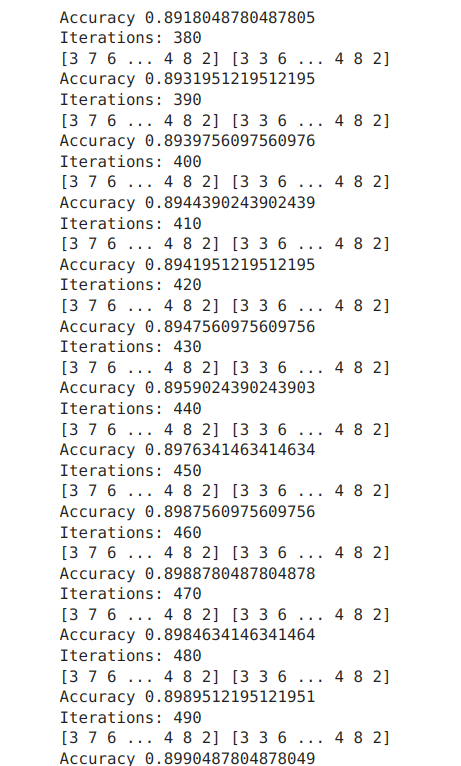 Accuracy 0.8918048780487805
Iterations: 380
[3 7 6 ... 4 8 2] [3 3 6 ... 4 8 2]
Accuracy 0.8931951219512195
Iterations: 390
[3 7 6 ... 4 8 2] [3 3 6 ... 4 8 2]
Accuracy 0.8939756097560976
Iterations: 400
[3 7 6 ... 4 8 2] [3 3 6 ... 4 8 2]
Accuracy 0.8944390243902439
Iterations: 410
[3 7 6 ... 4 8 2] [3 3 6 ... 4 8 2]
Accuracy 0.8941951219512195
Iterations: 420
[3 7 6 ... 4 8 2] [3 3 6 ... 4 8 2]
Accuracy 0.8947560975609756
Iterations: 430
[3 7 6 ... 4 8 2] [3 3 6 ... 4 8 2]
Accuracy 0.8959024390243903
Iterations: 440
[3 7 6 ... 4 8 2] [3 3 6 ... 4 8 2]
Accuracy 0.8976341463414634
Iterations: 450
[3 7 6 ... 4 8 2] [3 3 6 ... 4 8 2]
Accuracy 0.8987560975609756
Iterations: 460
[3 7 6 ... 4 8 2] [3 3 6 ... 4 8 2]
Accuracy 0.8988780487804878
Iterations: 470
[3 7 6 ... 4 8 2] [3 3 6 ... 4 8 2]
Accuracy 0.8984634146341464
Iterations: 480
[3 7 6 ... 4 8 2] [3 3 6 ... 4 8 2]
Accuracy 0.8989512195121951
Iterations: 490
[3 7 6 ... 4 8 2] [3 3 6 ... 4 8 2]
Accuracy 0.8990487804878049